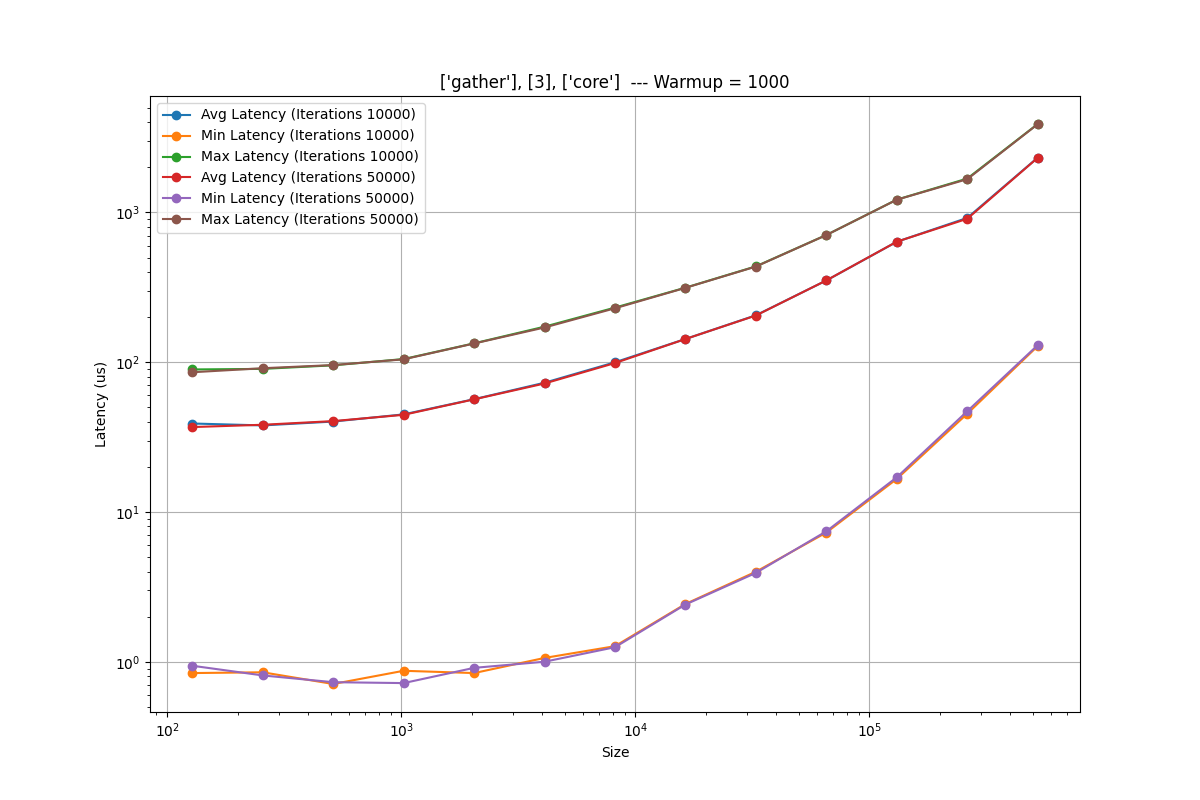 ['gather'], [3], ['core']  --- Warmup = 1000
Avg Latency (Iterations 10000)
Min Latency (Iterations 10000)
Max Latency (Iterations 10000)
Avg Latency (Iterations 50000)
Min Latency (Iterations 50000)
Max Latency (Iterations 50000)
Latency (us)
10³
10²
10¹
10⁰
10² 10³ 10⁴ 10⁵
Size